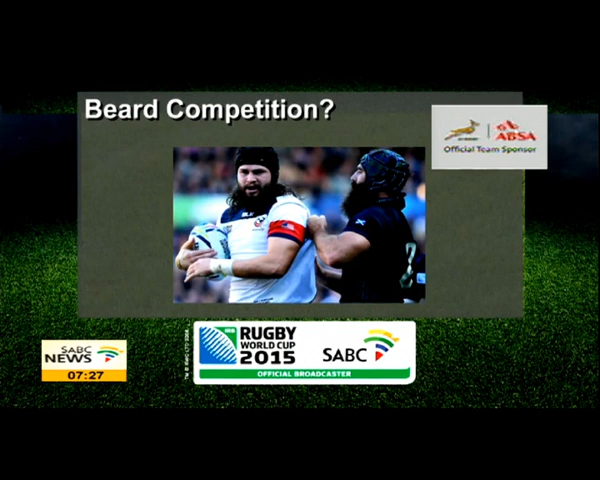 Beard Competition?
ABSA
Official Team Sponsor
RUGBY
WORLD CUP
2015
SABC
OFFICIAL BROADCASTER
SABC
NEWS
07:27